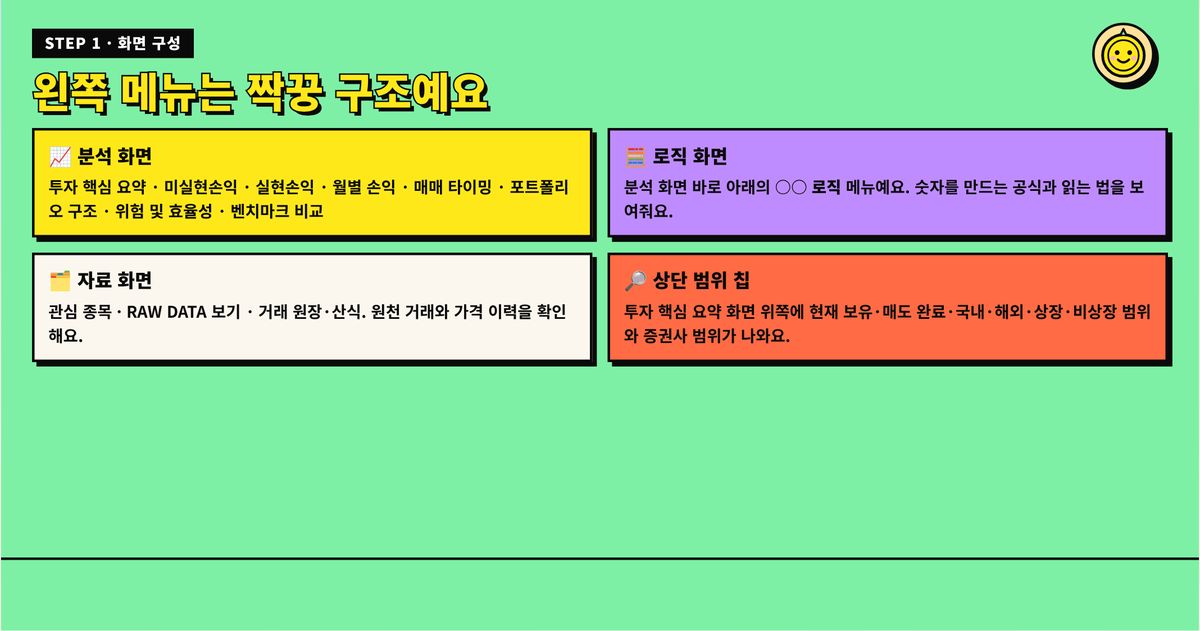 STEP 1 · 화면 구성
왼쪽 메뉴는 짝꿍 구조예요
📈 분석 화면
투자 핵심 요약 · 미실현손익 · 실현손익 · 월별 손익 · 매매 타이밍 · 포트폴리
오 구조 · 위험 및 효율성 · 벤치마크 비교
🧮 로직 화면
분석 화면 바로 아래의 ○○ 로직 메뉴예요. 숫자를 만드는 공식과 읽는 법을 보
여줘요.
🗂️ 자료 화면
관심 종목 · RAW DATA 보기 · 거래 원장·산식. 원천 거래와 가격 이력을 확인
해요.
🔎 상단 범위 칩
투자 핵심 요약 화면 위쪽에 현재 보유·매도 완료·국내·해외·상장·비상장 범위
와 증권사 범위가 나와요.